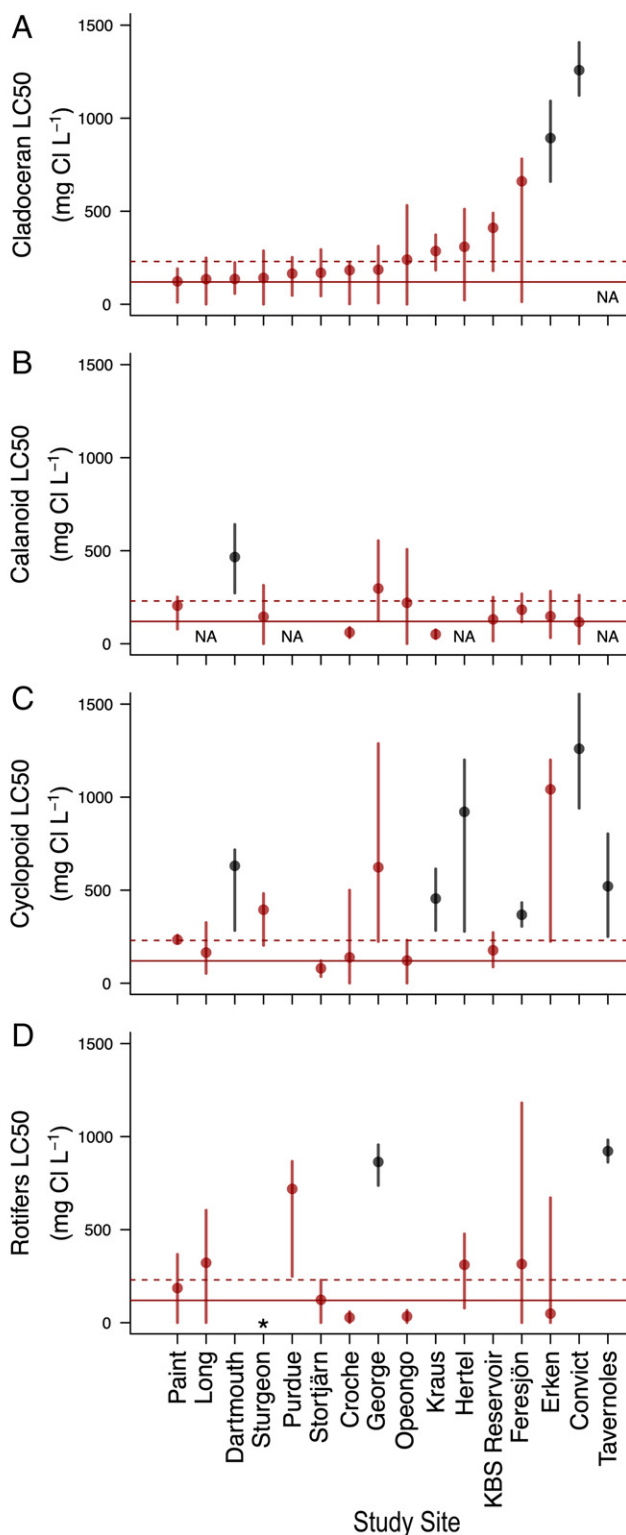 A
Cladoceran LC50
(mg Cl L⁻¹)
1500
1000
500
0
NA
B
Calanoid LC50
(mg Cl L⁻¹)
1500
1000
500
0
NA
NA
NA
NA
C
Cyclopoid LC50
(mg Cl L⁻¹)
1500
1000
500
0
D
Rotifers LC50
(mg Cl L⁻¹)
1500
1000
500
0
*
Paint
Long
Dartmouth
Sturgeon
Purdue
Stortjärn
Croche
George
Opeongo
Kraus
Hertel
KBS Reservoir
Feresjön
Erken
Convict
Tavernoles
Study Site